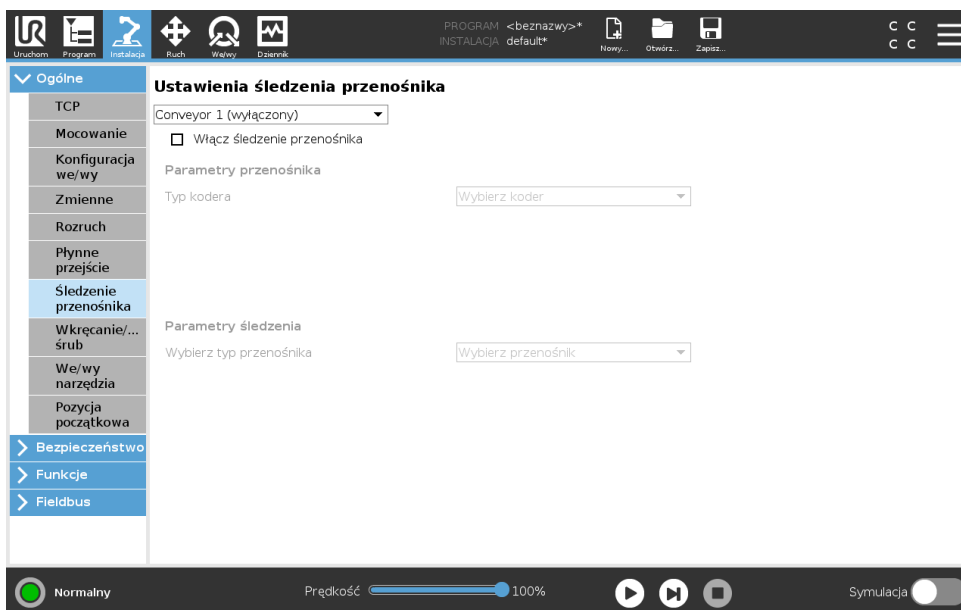 PROGRAM <beznazwy>*
INSTALACJA default*
Uruchom Program Instalacja Ruch We/wy Dziennik Nowy... Otwórz... Zapisz...
C C
C C
Ogólne
TCP
Mocowanie
Konfiguracja
we/wy
Zmienne
Rozruch
Płynne
przejście
Śledzenie
przenośnika
Wkręcanie/...
śrub
We/wy
narzędzia
Pozycja
początkowa
Bezpieczeństwo
Funkcje
Fieldbus
Ustawienia śledzenia przenośnika
Conveyor 1 (wyłączony)
Włącz śledzenie przenośnika
Parametry przenośnika
Typ kodera Wybierz koder
Parametry śledzenia
Wybierz typ przenośnika Wybierz przenośnik
Normalny Prędkość 100% Symulacja